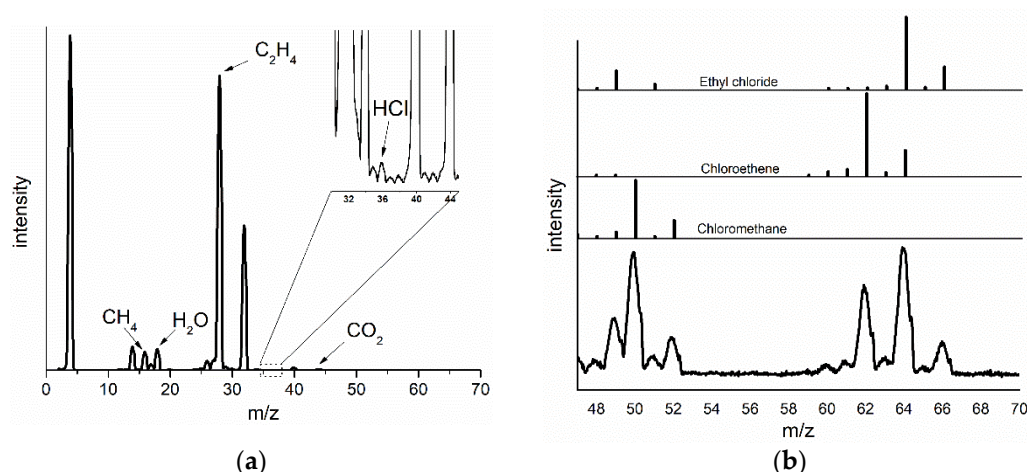 C₂H₄
HCl
CH₄
H₂O
CO₂
32 36 40 44
intensity
0 10 20 30 40 50 60 70
m/z
(a)
Ethyl chloride
Chloroethene
Chloromethane
intensity
48 50 52 54 56 58 60 62 64 66 68 70
m/z
(b)